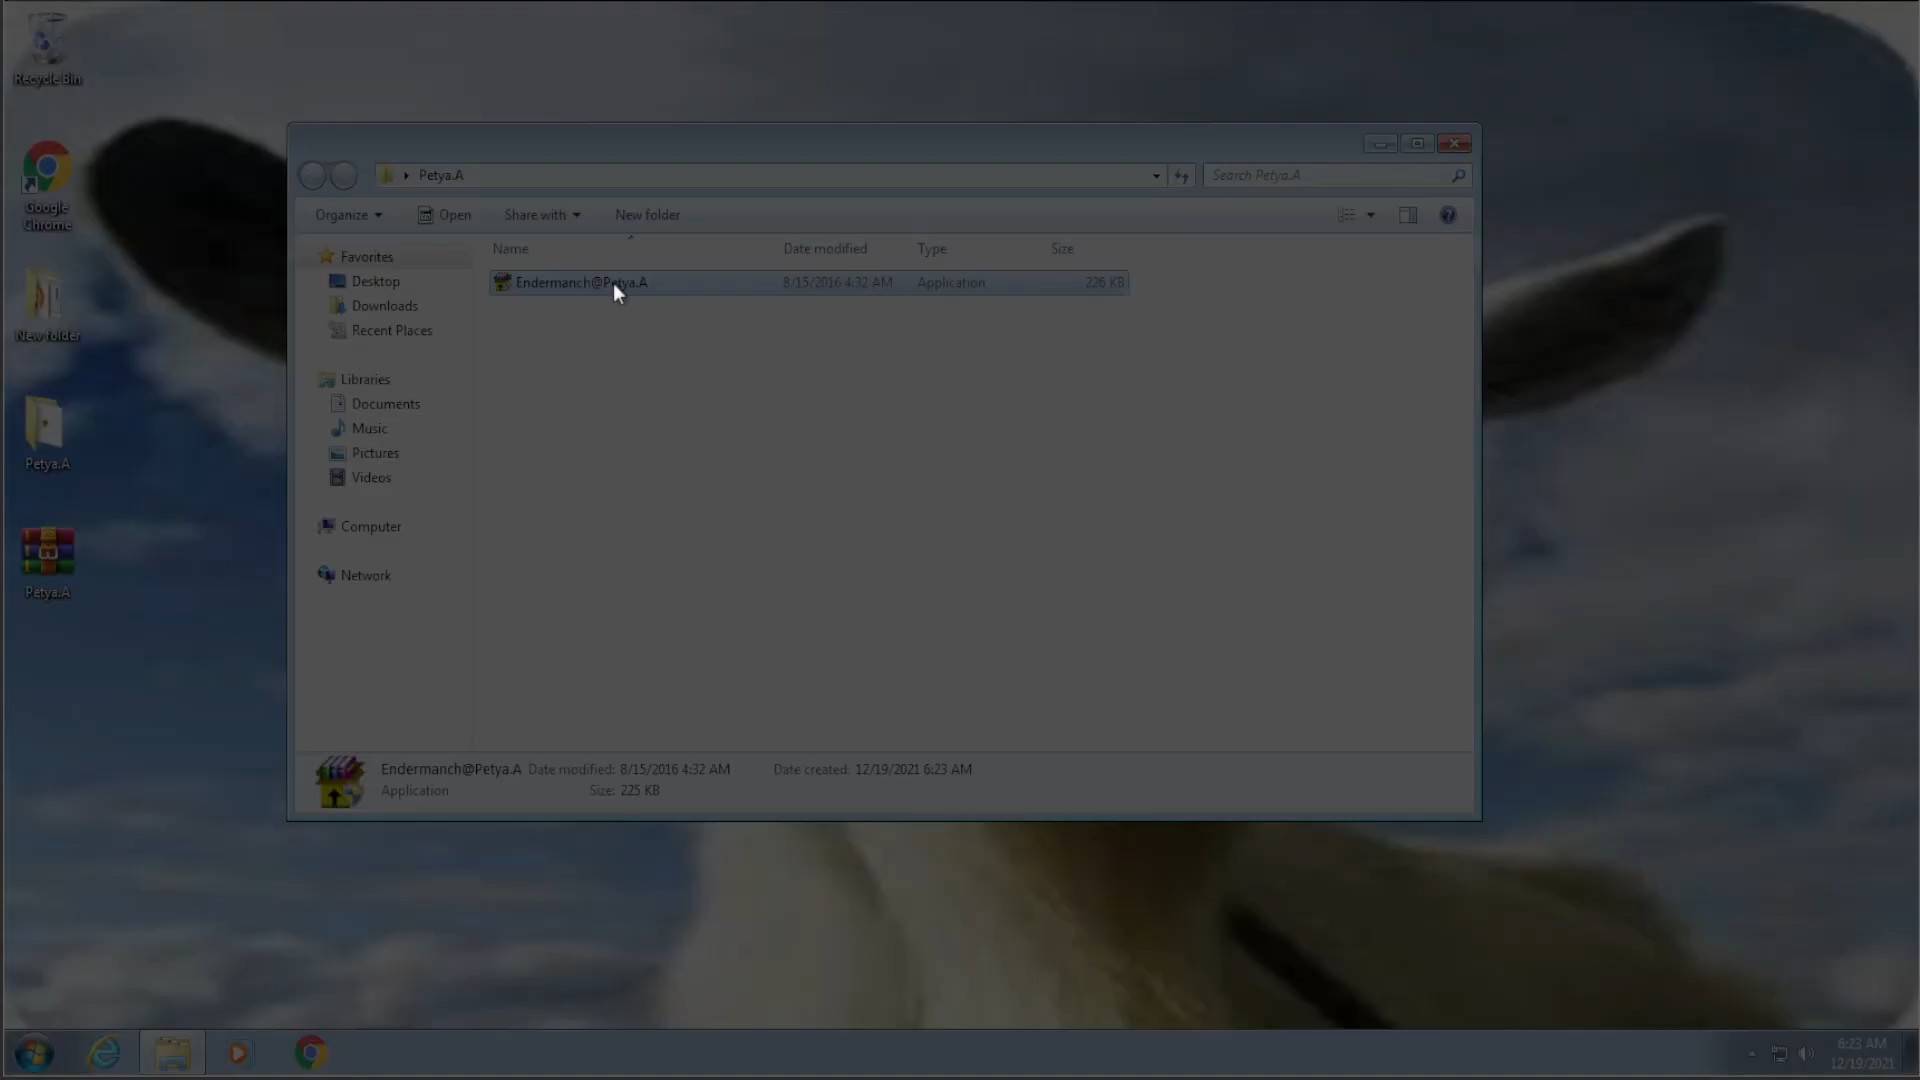 Recycle Bin
Google
Chrome
New folder
Petya.A
Petya.A
Petya.A
Search Petya.A
Organize
Open
Share with
New folder
Name
Date modified
Type
Size
Favorites
Desktop
Downloads
Recent Places
Libraries
Documents
Music
Pictures
Videos
Computer
Network
Endermanch@Petya.A
8/15/2016 4:32 AM
Application
226 KB
Endermanch@Petya.A Date modified: 8/15/2016 4:32 AM Date created: 12/19/2021 6:23 AM
Application Size: 225 KB
6:23 AM
12/19/2021